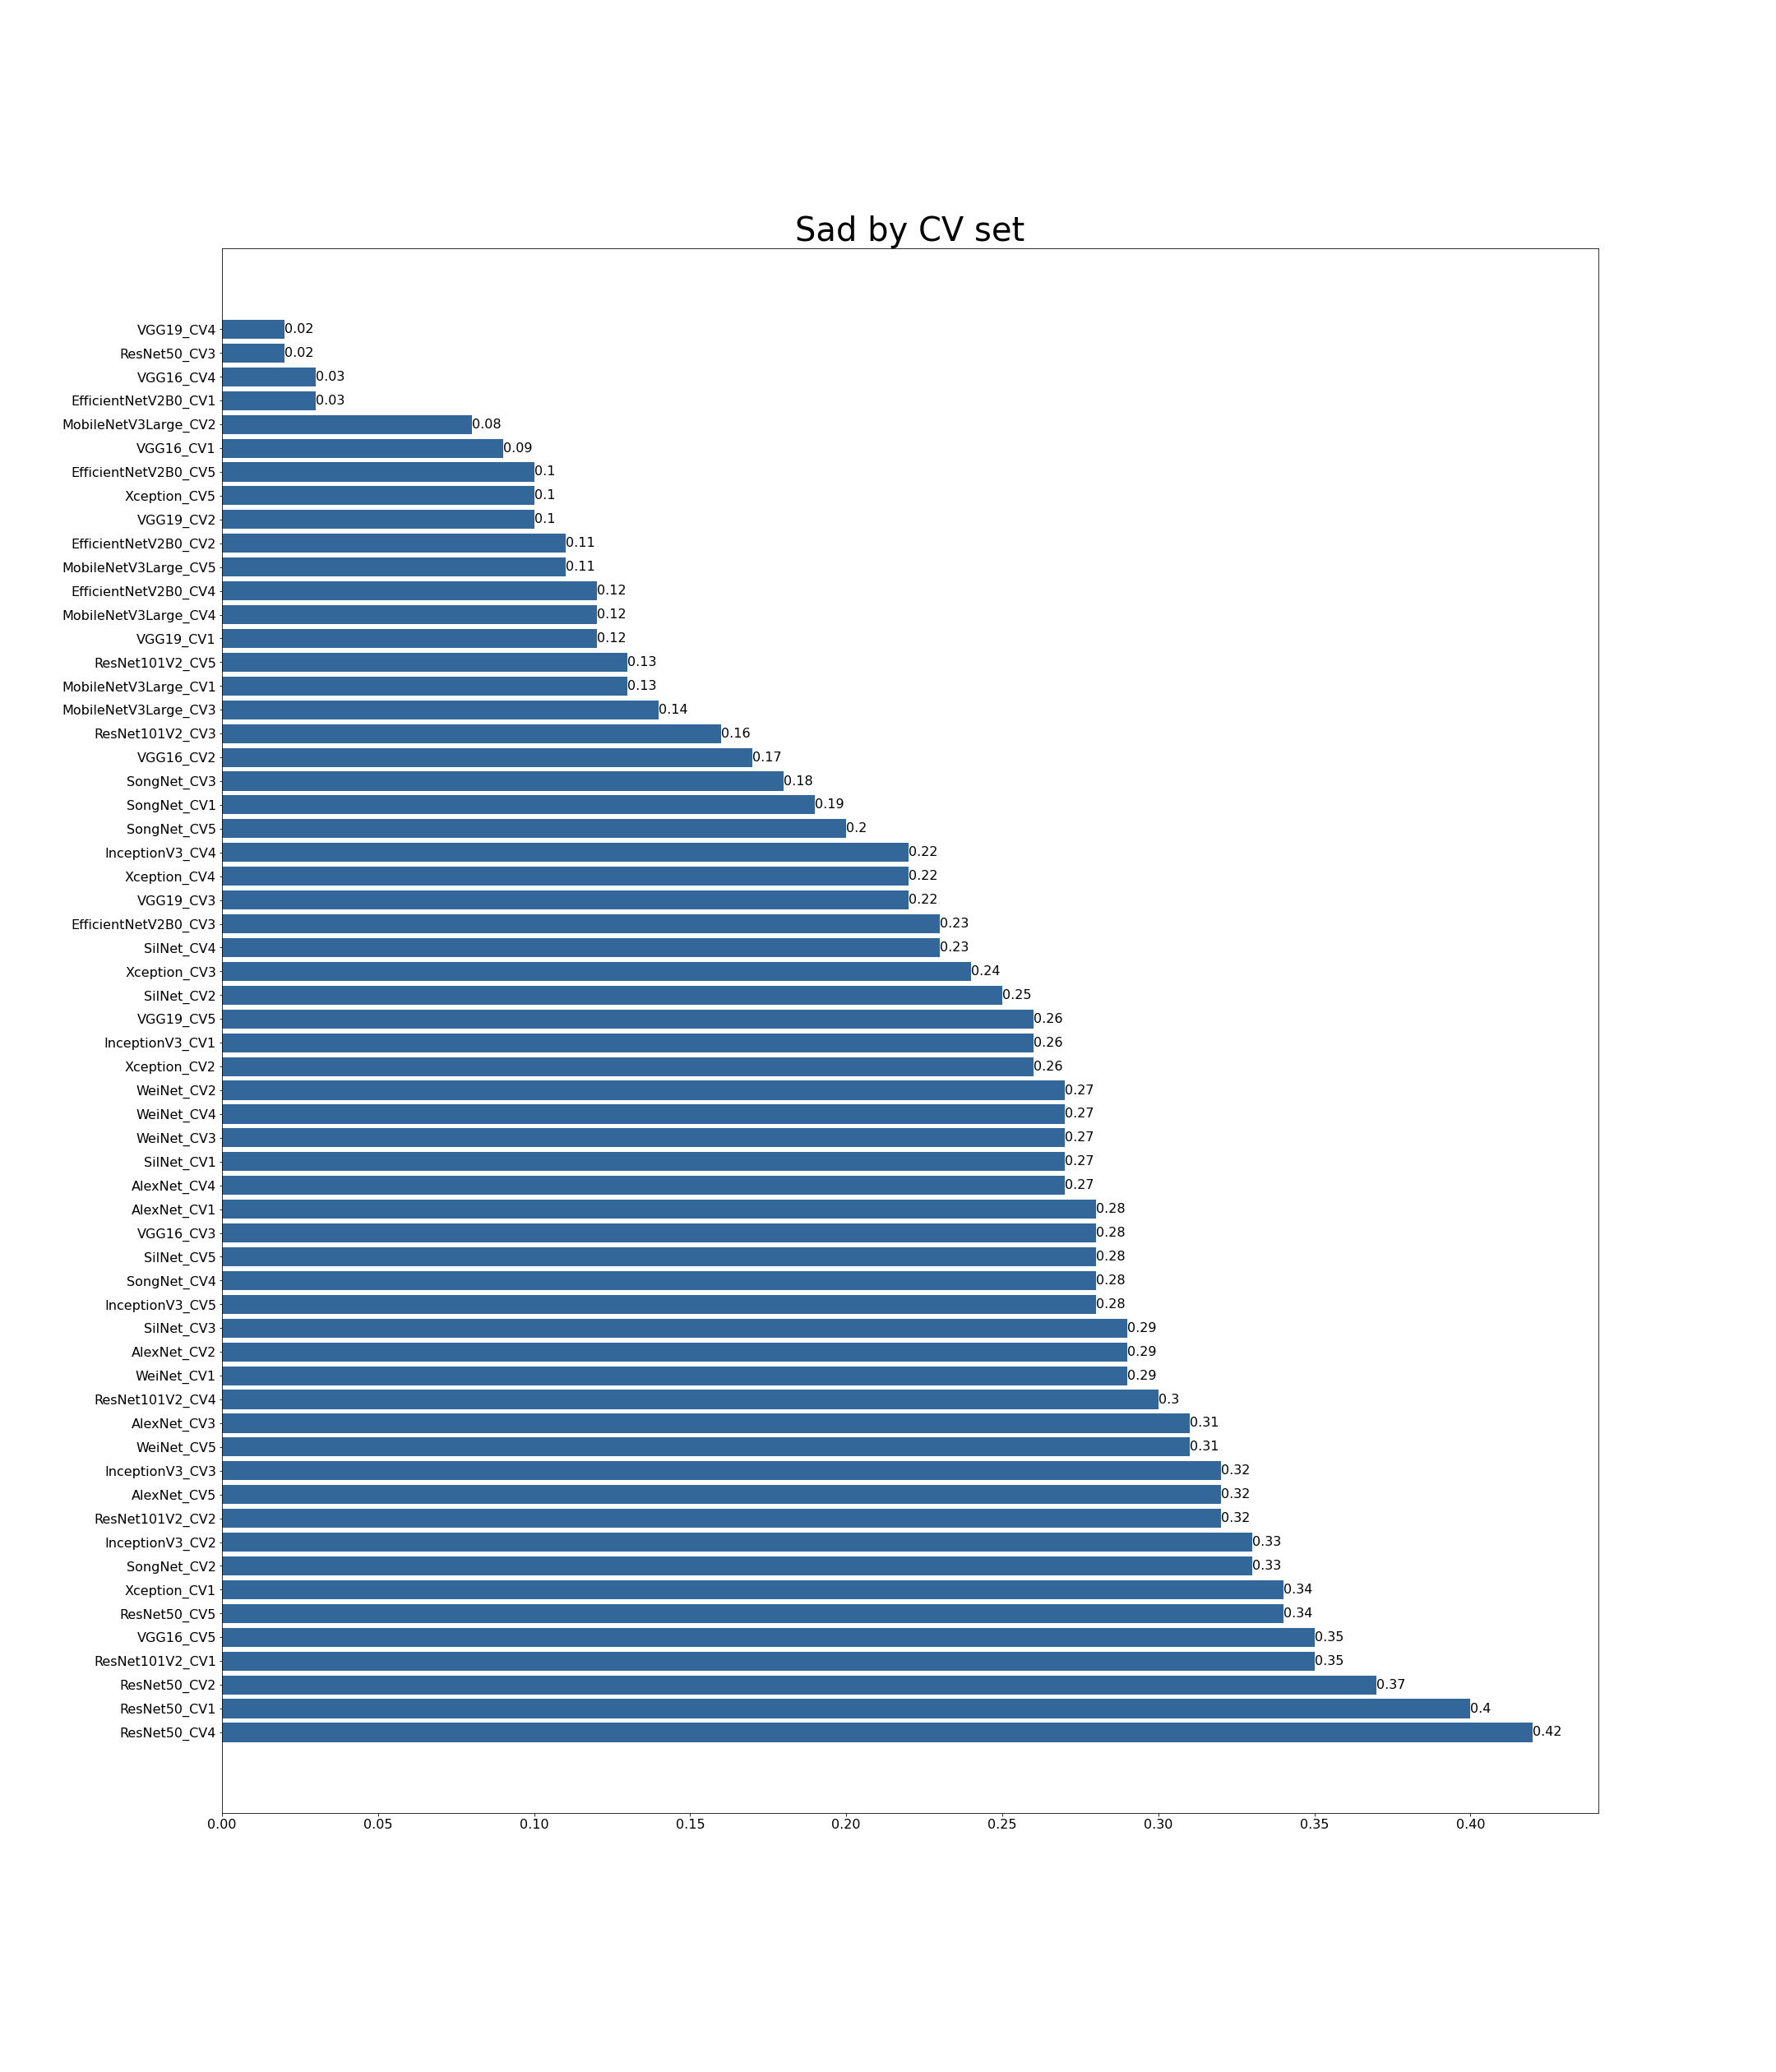 Sad by CV set
VGG19_CV4 0.02
ResNet50_CV3 0.02
VGG16_CV4 0.03
EfficientNetV2B0_CV1 0.03
MobileNetV3Large_CV2 0.08
VGG16_CV1 0.09
EfficientNetV2B0_CV5 0.1
Xception_CV5 0.1
VGG19_CV2 0.1
EfficientNetV2B0_CV2 0.11
MobileNetV3Large_CV5 0.11
EfficientNetV2B0_CV4 0.12
MobileNetV3Large_CV4 0.12
VGG19_CV1 0.12
ResNet101V2_CV5 0.13
MobileNetV3Large_CV1 0.13
MobileNetV3Large_CV3 0.14
ResNet101V2_CV3 0.16
VGG16_CV2 0.17
SongNet_CV3 0.18
SongNet_CV1 0.19
SongNet_CV5 0.2
InceptionV3_CV4 0.22
Xception_CV4 0.22
VGG19_CV3 0.22
EfficientNetV2B0_CV3 0.23
SilNet_CV4 0.23
Xception_CV3 0.24
SilNet_CV2 0.25
VGG19_CV5 0.26
InceptionV3_CV1 0.26
Xception_CV2 0.26
WeiNet_CV2 0.27
WeiNet_CV4 0.27
WeiNet_CV3 0.27
SilNet_CV1 0.27
AlexNet_CV4 0.27
AlexNet_CV1 0.28
VGG16_CV3 0.28
SilNet_CV5 0.28
SongNet_CV4 0.28
InceptionV3_CV5 0.28
SilNet_CV3 0.29
AlexNet_CV2 0.29
WeiNet_CV1 0.29
ResNet101V2_CV4 0.3
AlexNet_CV3 0.31
WeiNet_CV5 0.31
InceptionV3_CV3 0.32
AlexNet_CV5 0.32
ResNet101V2_CV2 0.32
InceptionV3_CV2 0.33
SongNet_CV2 0.33
Xception_CV1 0.34
ResNet50_CV5 0.34
VGG16_CV5 0.35
ResNet101V2_CV1 0.35
ResNet50_CV2 0.37
ResNet50_CV1 0.4
ResNet50_CV4 0.42
0.00 0.05 0.10 0.15 0.20 0.25 0.30 0.35 0.40